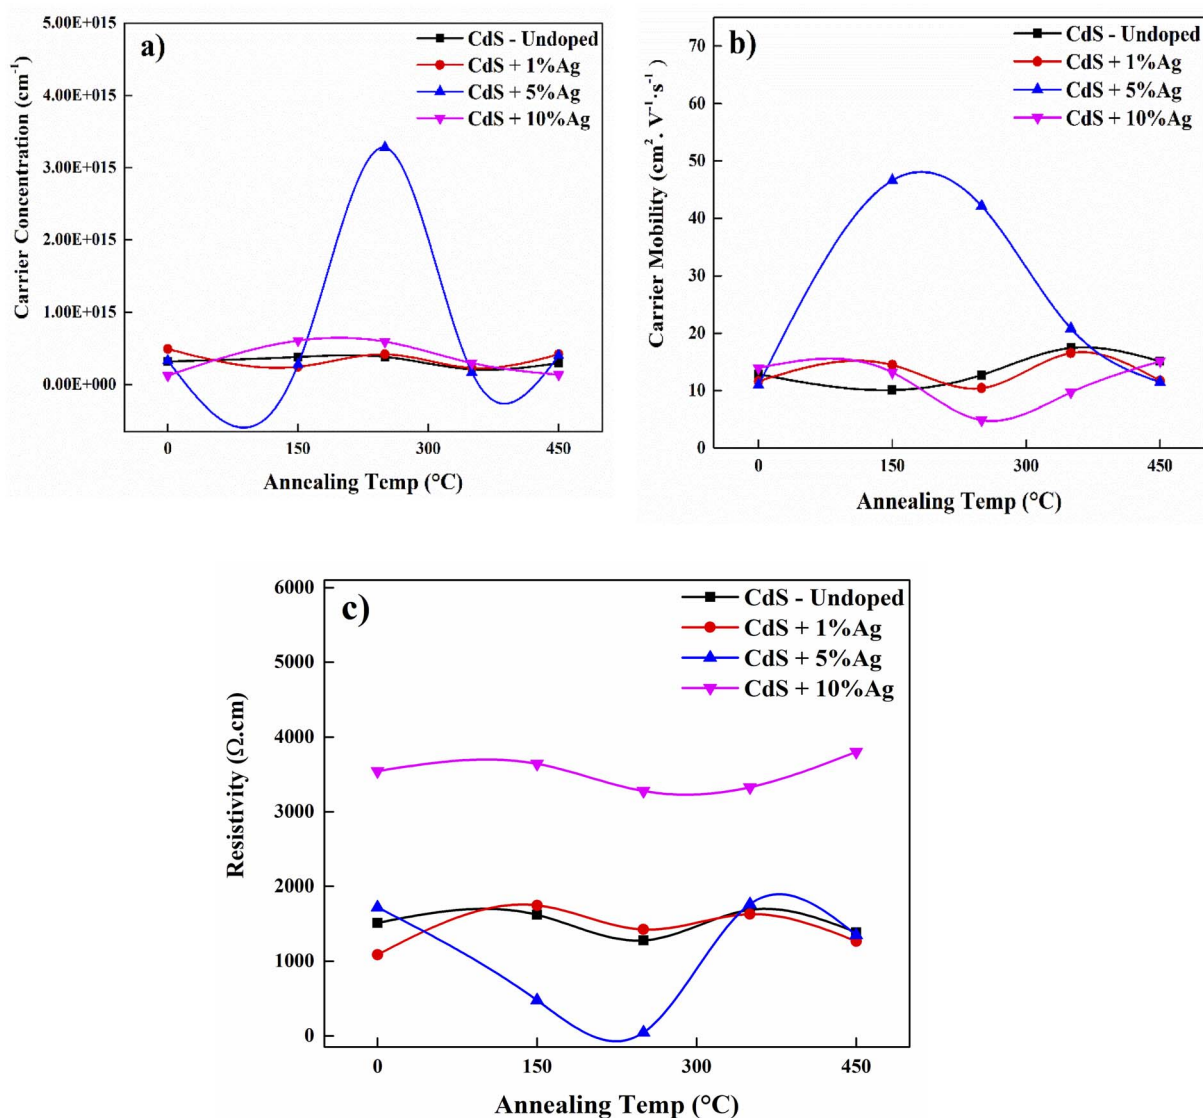 a)
CdS - Undoped
CdS + 1%Ag
CdS + 5%Ag
CdS + 10%Ag
5.00E+015
4.00E+015
3.00E+015
2.00E+015
1.00E+015
0.00E+000
Carrier Concentration (cm⁻¹)
0
150
300
450
Annealing Temp (°C)
b)
CdS - Undoped
CdS + 1%Ag
CdS + 5%Ag
CdS + 10%Ag
70
60
50
40
30
20
10
0
Carrier Mobility (cm². V⁻¹·s⁻¹)
0
150
300
450
Annealing Temp (°C)
c)
CdS - Undoped
CdS + 1%Ag
CdS + 5%Ag
CdS + 10%Ag
6000
5000
4000
3000
2000
1000
0
Resistivity (Ω.cm)
0
150
300
450
Annealing Temp (°C)